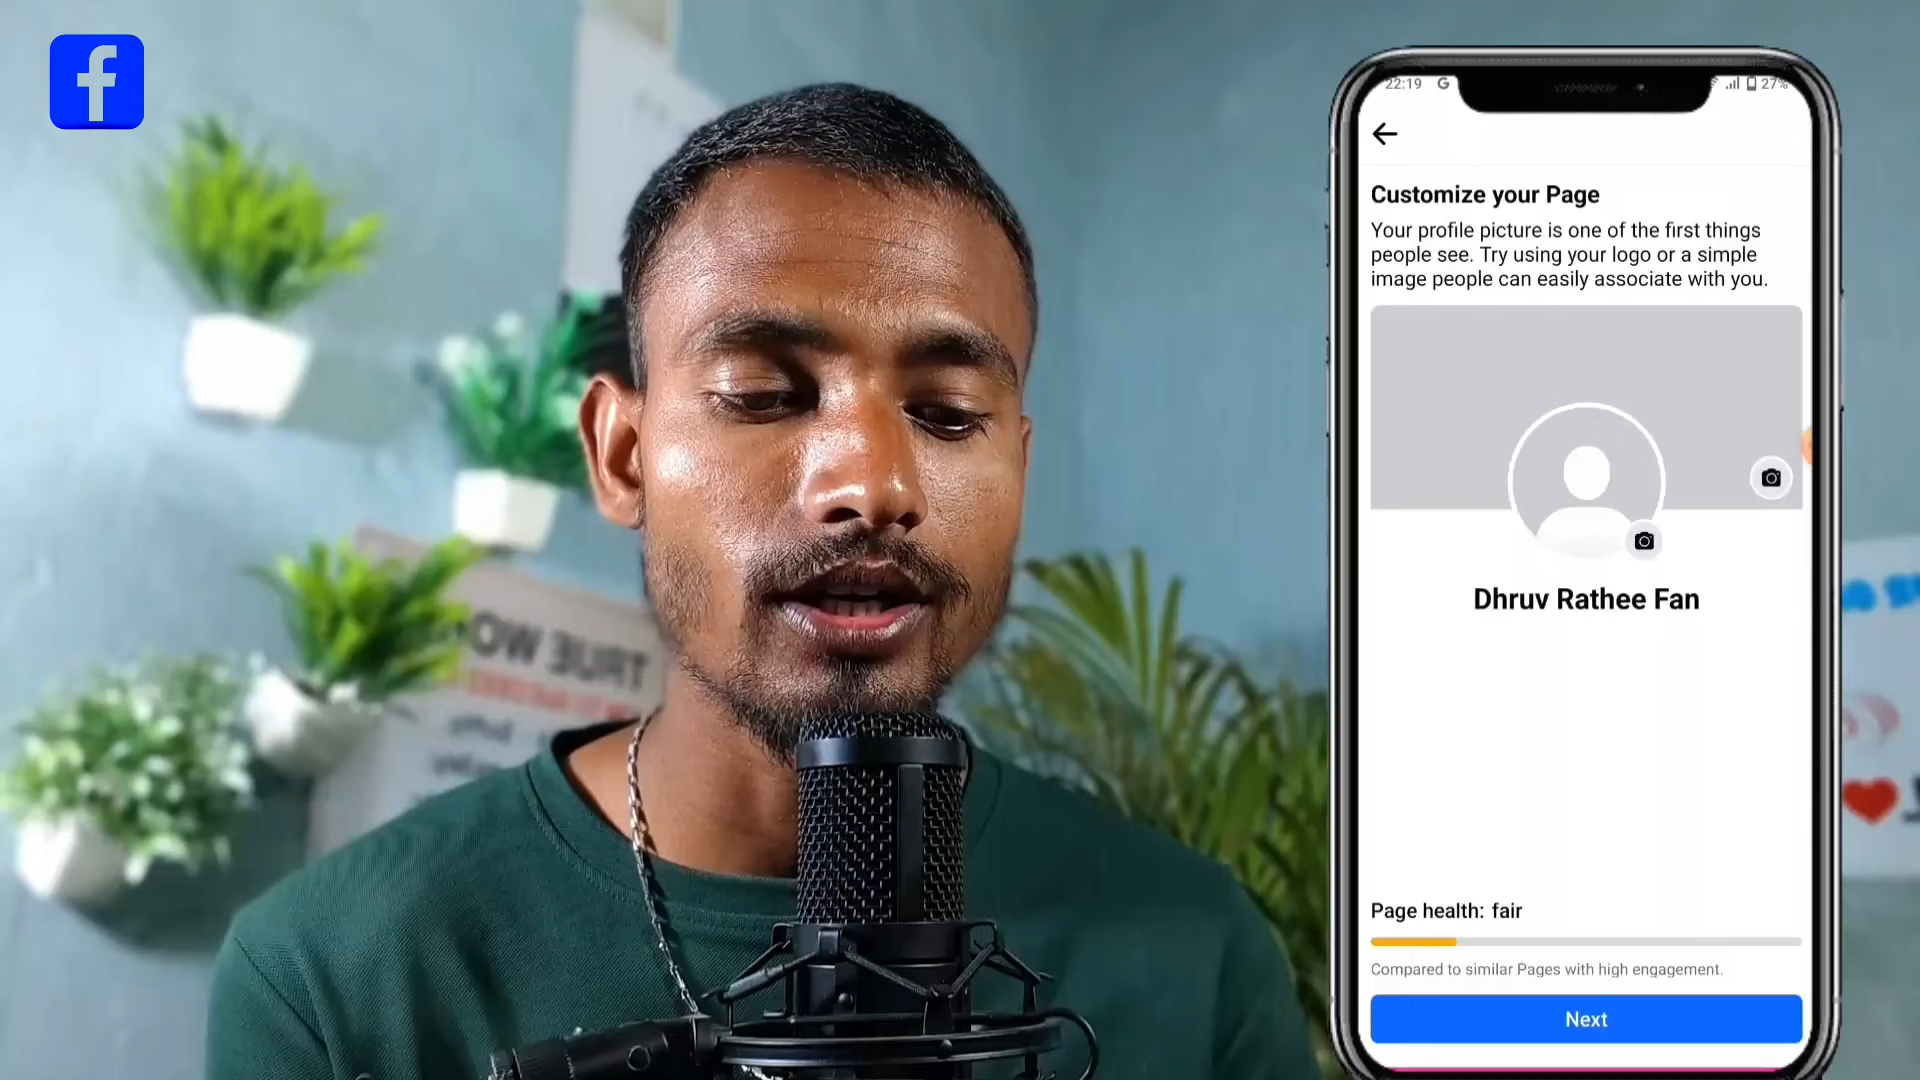 f
22:19 G 27%
Customize your Page
Your profile picture is one of the first things
people see. Try using your logo or a simple
image people can easily associate with you.
Dhruv Rathee Fan
Page health: fair
Compared to similar Pages with high engagement.
Next